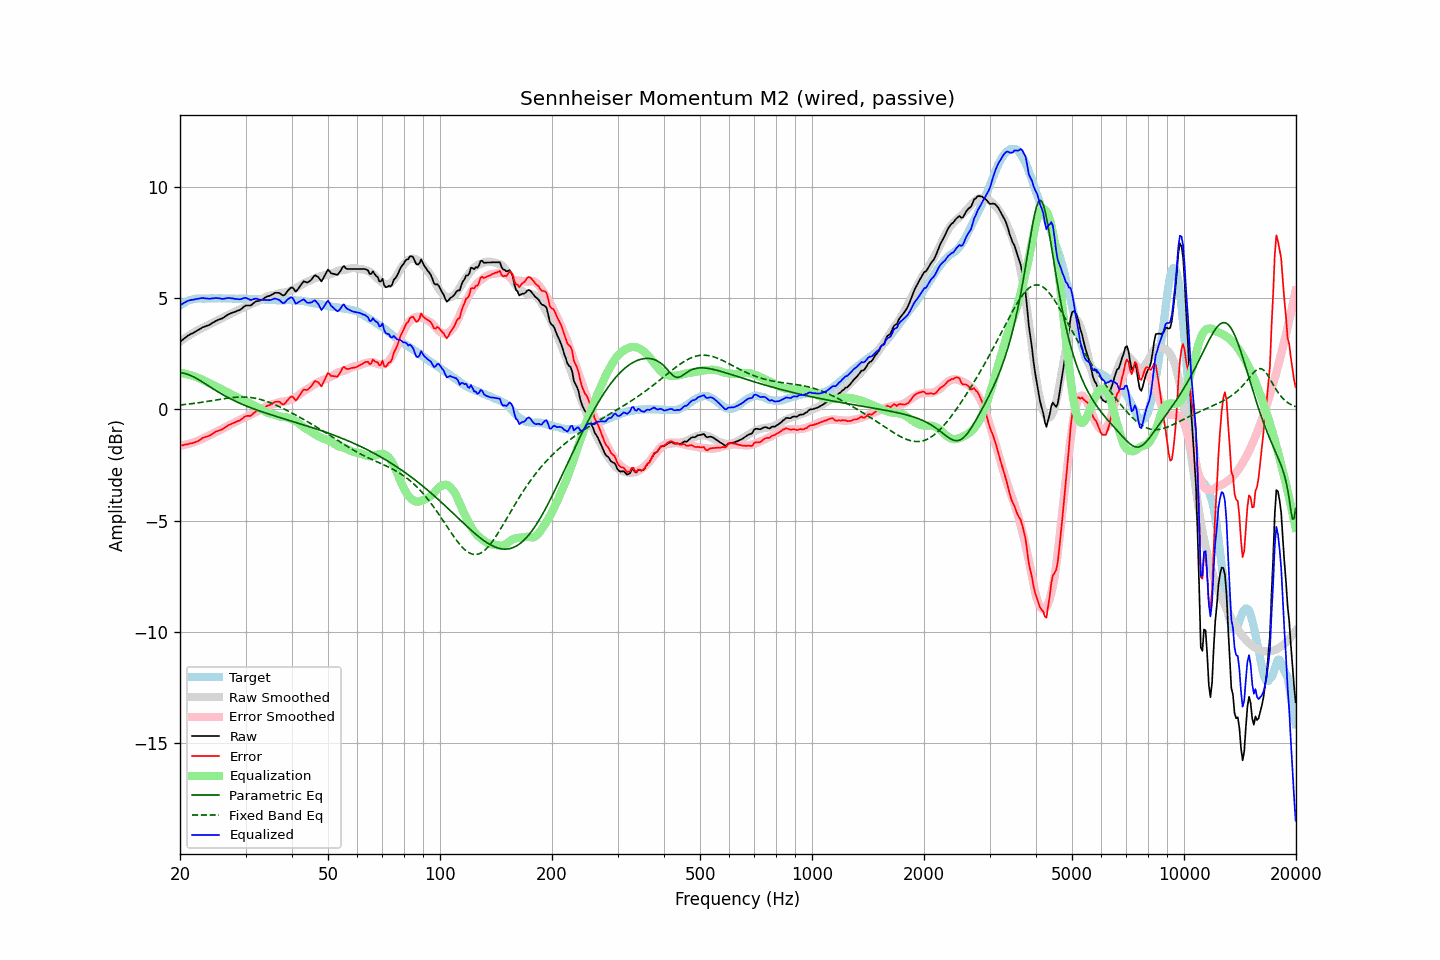 Sennheiser Momentum M2 (wired, passive)
Amplitude (dBr)
10
5
0
−5
−10
−15
Target
Raw Smoothed
Error Smoothed
Raw
Error
Equalization
Parametric Eq
Fixed Band Eq
Equalized
20 50 100 200 500 1000 2000 5000 10000 20000
Frequency (Hz)